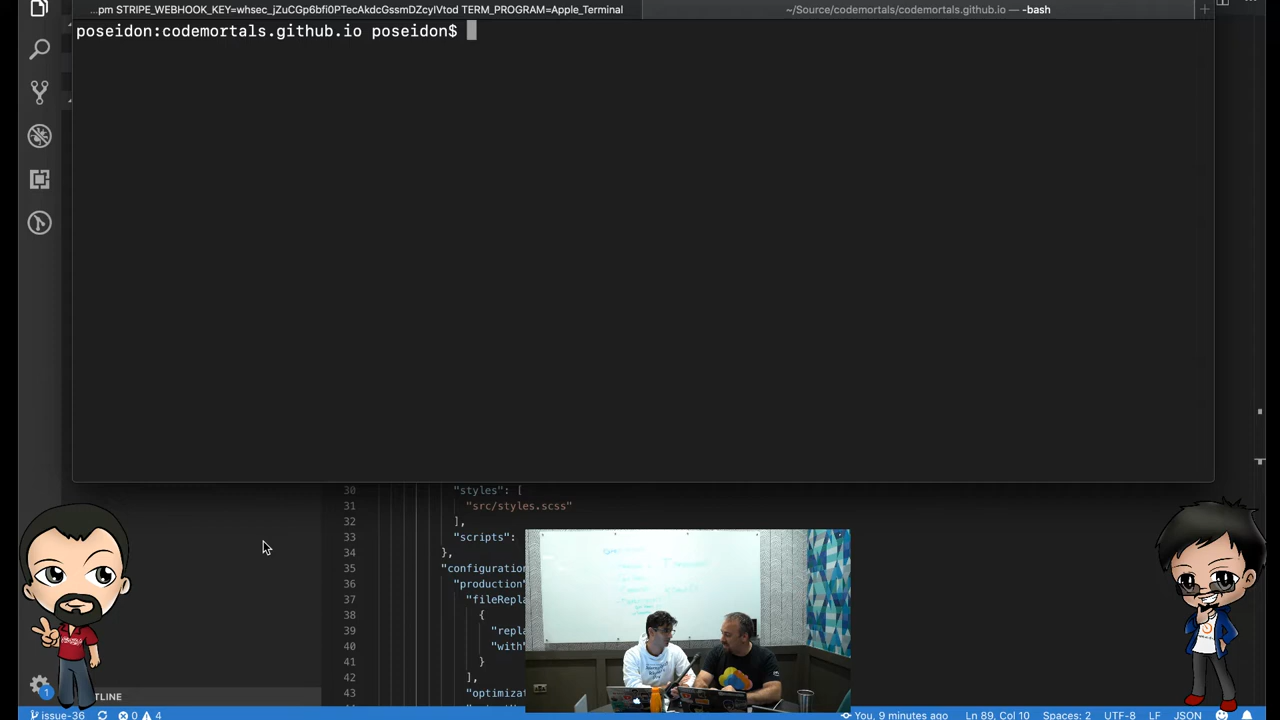 ...pm STRIPE_WEBHOOK_KEY=whsec_jZuCGp6bfi0PTecAkdcGssmDZcyIVtod TERM_PROGRAM=Apple_Terminal
~/Source/codemortals/codemortals.github.io — -bash
poseidon:codemortals.github.io poseidon$
30 "styles": [
31 "src/styles.scss"
32 ],
33 "scripts":
34 },
35 "configuration
36 "production"
37 "fileRepla
38 {
39 "repla
40 "with"
41 }
42 ],
43 "optimizat
TLINE
1
issue-36 0 4
You, 9 minutes ago Ln 89, Col 10 Spaces: 2 UTF-8 LF JSON